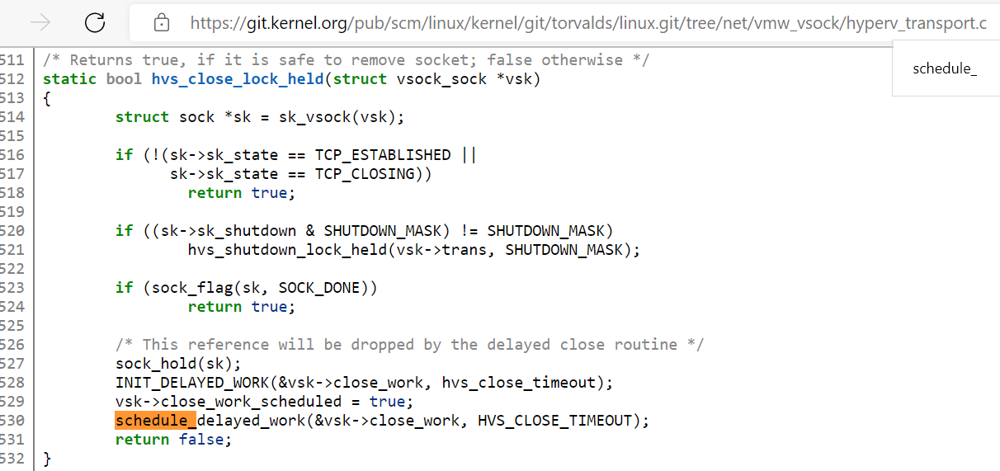 https://git.kernel.org/pub/scm/linux/kernel/git/torvalds/linux.git/tree/net/vmw_vsock/hyperv_transport.c
schedule_
511 /* Returns true, if it is safe to remove socket; false otherwise */
512 static bool hvs_close_lock_held(struct vsock_sock *vsk)
513 {
514         struct sock *sk = sk_vsock(vsk);
515
516         if (!(sk->sk_state == TCP_ESTABLISHED ||
517               sk->sk_state == TCP_CLOSING))
518                 return true;
519
520         if ((sk->sk_shutdown & SHUTDOWN_MASK) != SHUTDOWN_MASK)
521                 hvs_shutdown_lock_held(vsk->trans, SHUTDOWN_MASK);
522
523         if (sock_flag(sk, SOCK_DONE))
524                 return true;
525
526         /* This reference will be dropped by the delayed close routine */
527         sock_hold(sk);
528         INIT_DELAYED_WORK(&vsk->close_work, hvs_close_timeout);
529         vsk->close_work_scheduled = true;
530         schedule_delayed_work(&vsk->close_work, HVS_CLOSE_TIMEOUT);
531         return false;
532 }